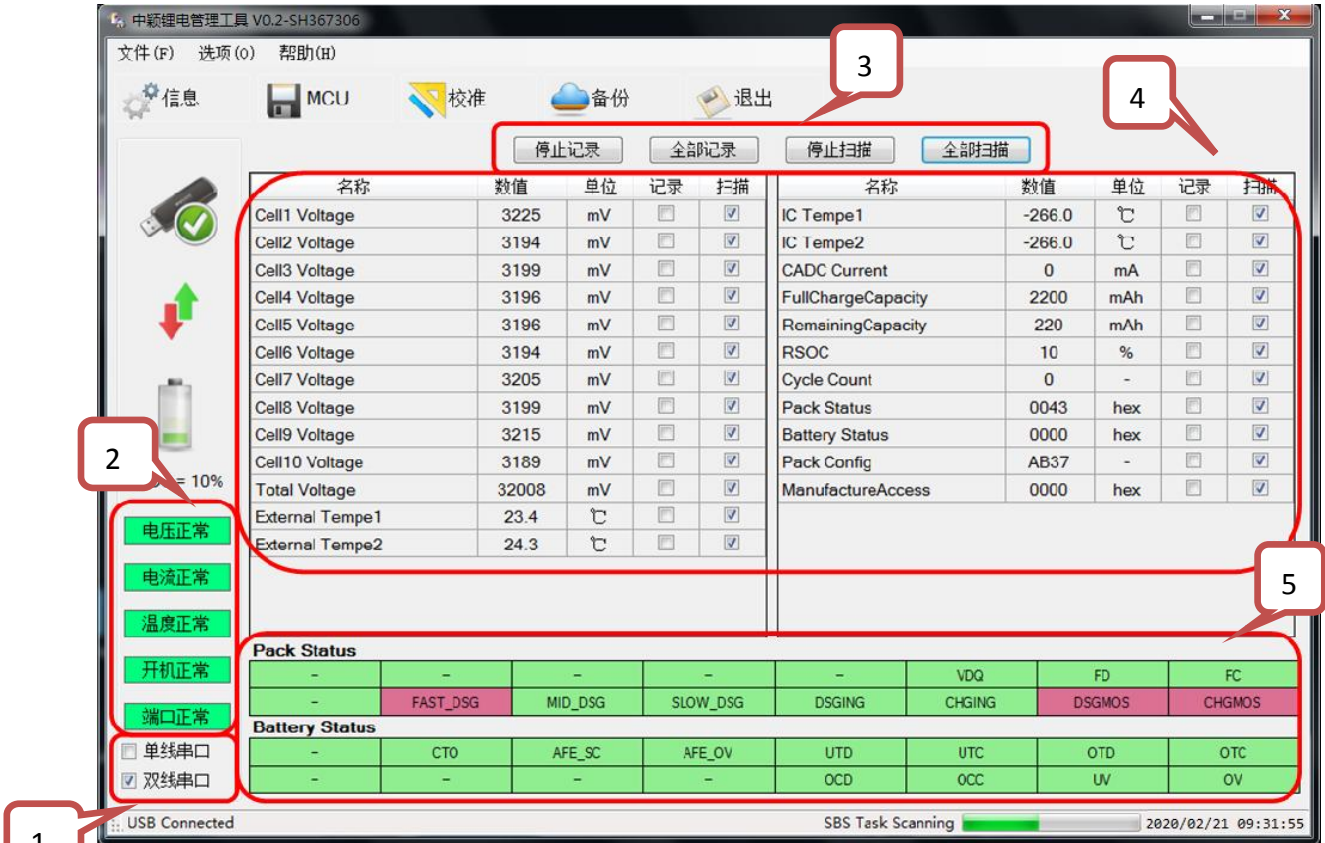 中颖锂电管理工具 V0.2-SH367306
文件(F) 选项(O) 帮助(H)
3
4
信息 MCU 校准 备份 退出
停止记录 全部记录 停止扫描 全部扫描
名称 数值 单位 记录 扫描 名称 数值 单位 记录 扫描
Cell1 Voltage 3225 mV IC Tempe1 -266.0 ℃
Cell2 Voltage 3194 mV IC Tempe2 -266.0 ℃
Cell3 Voltage 3199 mV CADC Current 0 mA
Cell4 Voltage 3196 mV FullChargeCapacity 2200 mAh
Cell5 Voltage 3196 mV RemainingCapacity 220 mAh
Cell6 Voltage 3194 mV RSOC 10 %
Cell7 Voltage 3205 mV Cycle Count 0 -
Cell8 Voltage 3199 mV Pack Status 0043 hex
Cell9 Voltage 3215 mV Battery Status 0000 hex
2
Cell10 Voltage 3189 mV Pack Config AB37 -
= 10%
Total Voltage 32008 mV ManufactureAccess 0000 hex
External Tempe1 23.4 ℃
External Tempe2 24.3 ℃
电压正常
电流正常
温度正常
开机正常
端口正常
5
Pack Status
- - - - - VDQ FD FC
- FAST_DSG MID_DSG SLOW_DSG DSGING CHGING DSGMOS CHGMOS
Battery Status
- CTO AFE_SC AFE_OV UTD UTC OTD OTC
- - - - OCD OCC UV OV
单线串口
双线串口
1
USB Connected SBS Task Scanning 2020/02/21 09:31:55